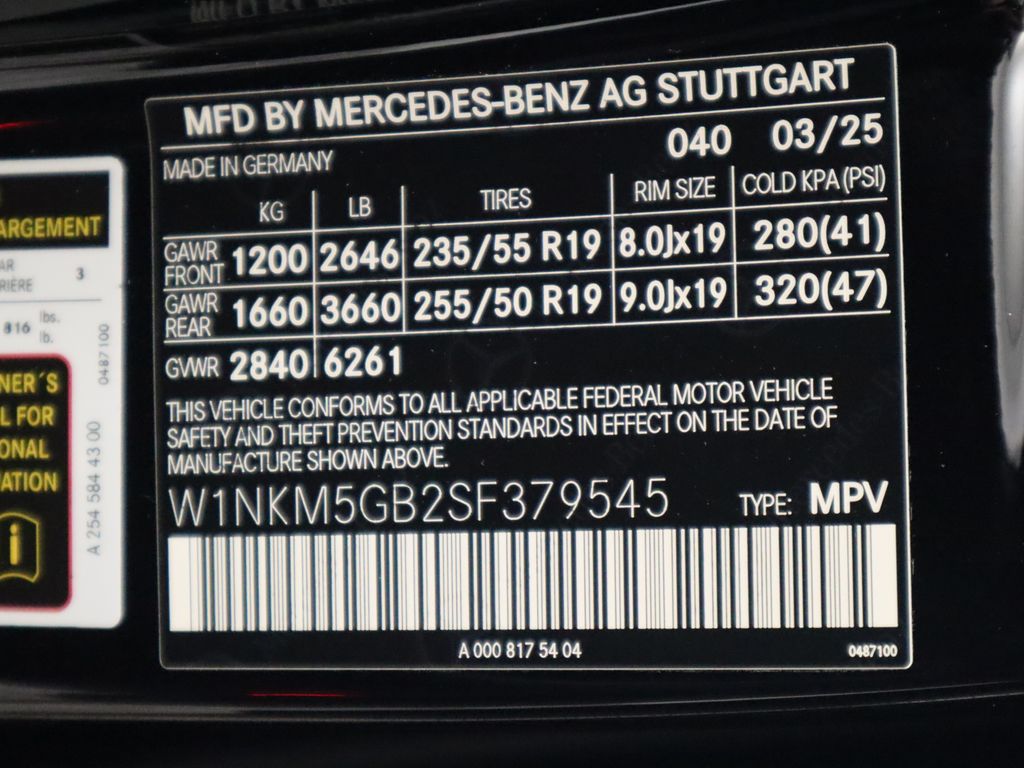 MFD BY MERCEDES-BENZ AG STUTTGART
040 03/25
MADE IN GERMANY
KG LB TIRES RIM SIZE COLD KPA (PSI)
GAWR FRONT 1200 2646 235/55 R19 8.0Jx19 280(41)
GAWR REAR 1660 3660 255/50 R19 9.0Jx19 320(47)
GVWR 2840 6261
THIS VEHICLE CONFORMS TO ALL APPLICABLE FEDERAL MOTOR VEHICLE
SAFETY AND THEFT PREVENTION STANDARDS IN EFFECT ON THE DATE OF
MANUFACTURE SHOWN ABOVE.
W1NKM5GB2SF379545 TYPE: MPV
A 000 817 54 04 0487100
ARGEMENT
AR 3
RIÈRE
816 lbs.
lb.
0487100
NER´S
L FOR
ONAL
ATION
i
A 254 584 43 00